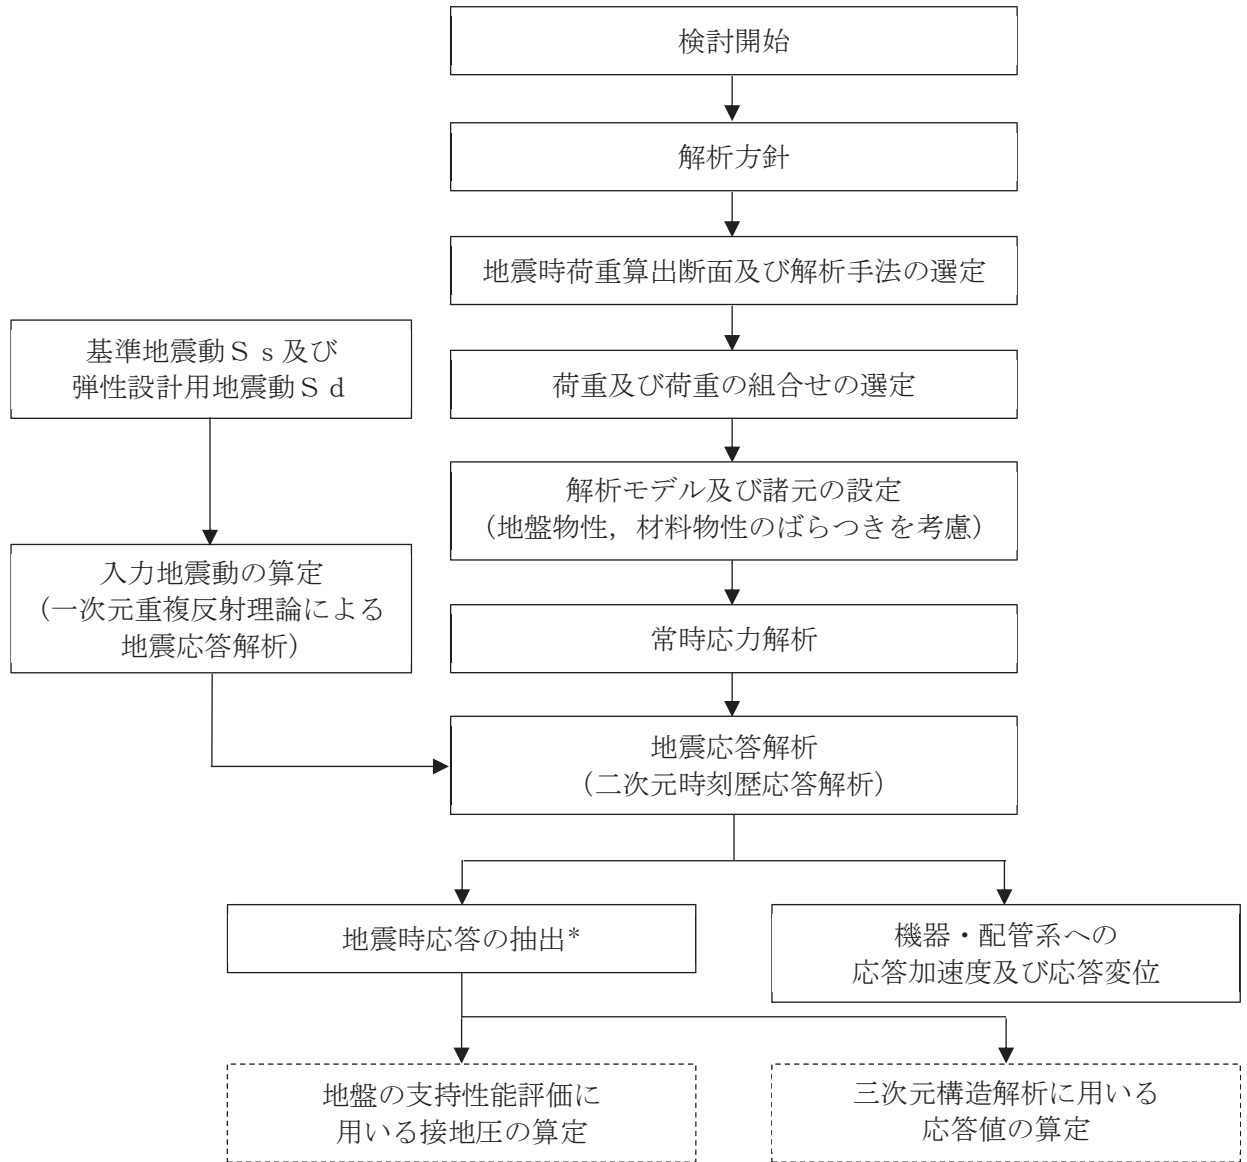 検討開始
解析方針
地震時荷重算出断面及び解析手法の選定
基準地震動Ｓｓ及び
弾性設計用地震動Ｓｄ
荷重及び荷重の組合せの選定
解析モデル及び諸元の設定
（地盤物性，材料物性のばらつきを考慮）
入力地震動の算定
（一次元重複反射理論による
地震応答解析）
常時応力解析
地震応答解析
（二次元時刻歴応答解析）
地震時応答の抽出*
機器・配管系への
応答加速度及び応答変位
地盤の支持性能評価に
用いる接地圧の算定
三次元構造解析に用いる
応答値の算定